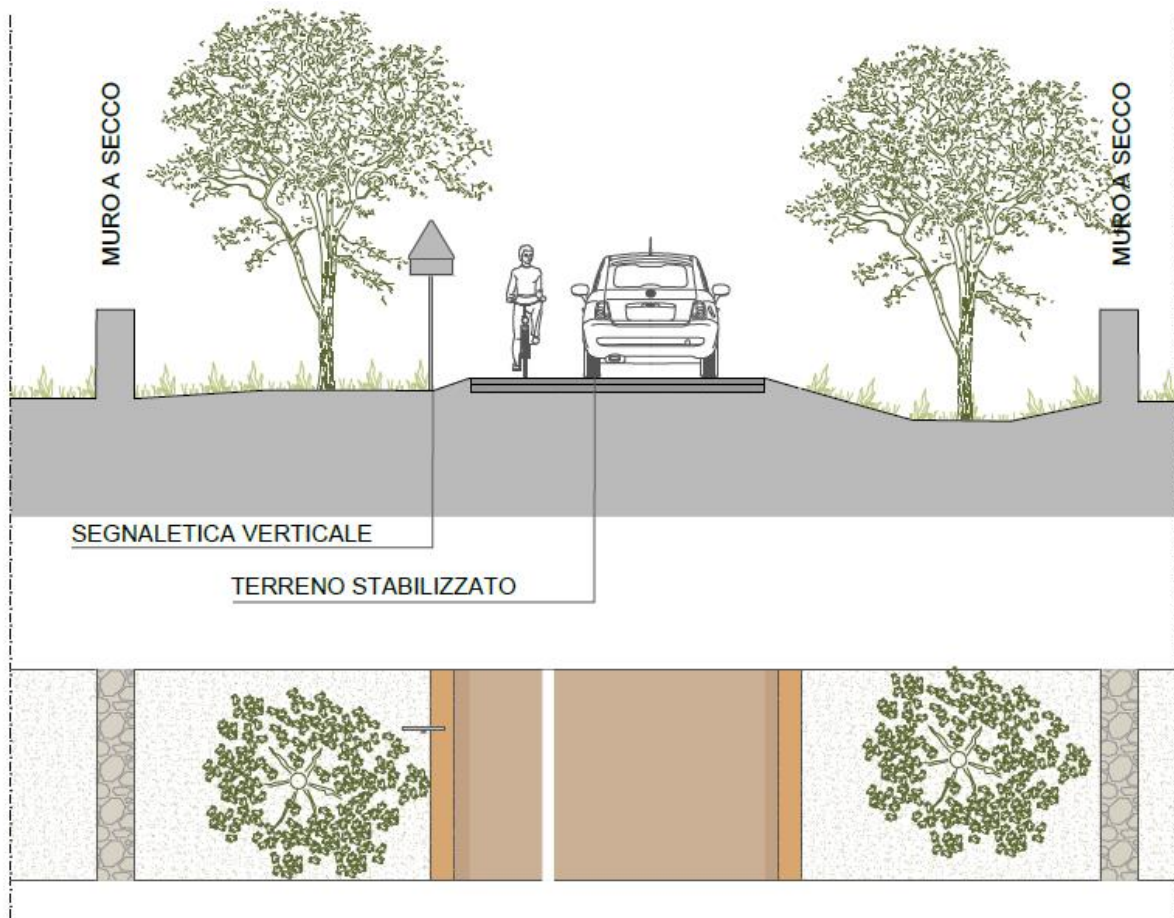 MURO A SECCO
MURO A SECCO
SEGNALETICA VERTICALE
TERRENO STABILIZZATO